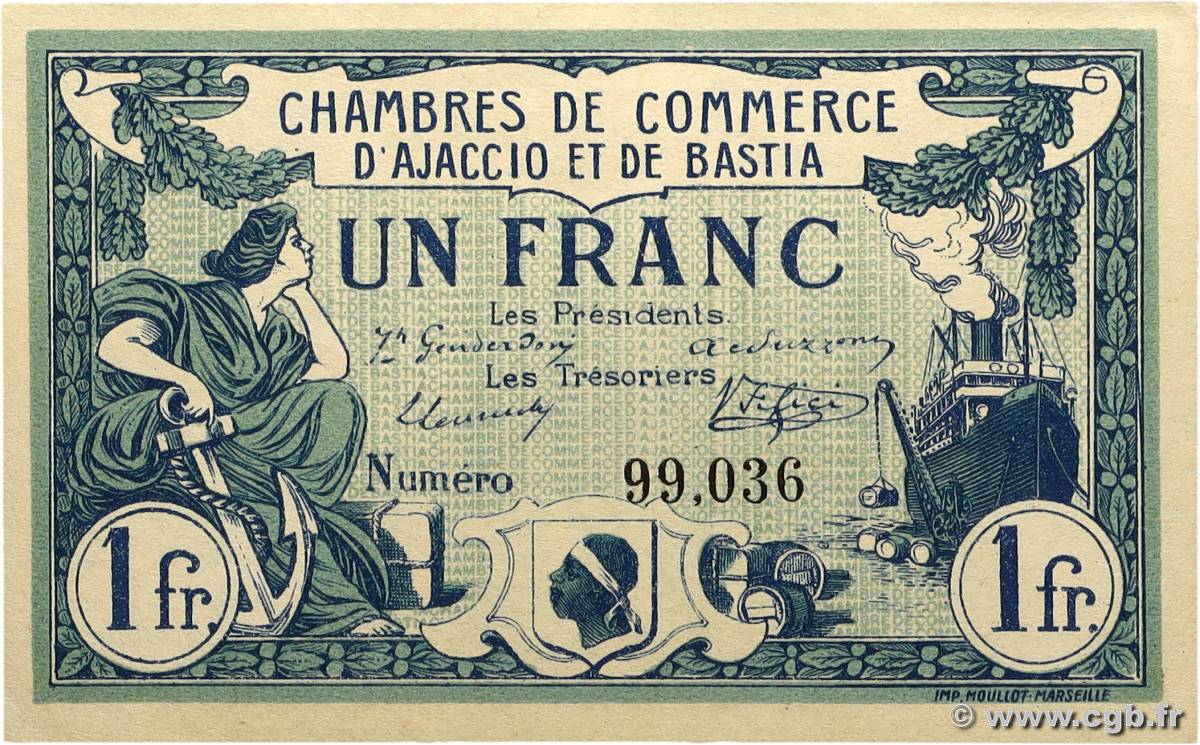 CHAMBRES DE COMMERCE
D'AJACCIO ET DE BASTIA
UN FRANC
Les Présidents.
Les Trésoriers
Numéro 99,036
1 fr. 1 fr.
IMP. MOULLOT-MARSEILLE
© www.cgb.fr